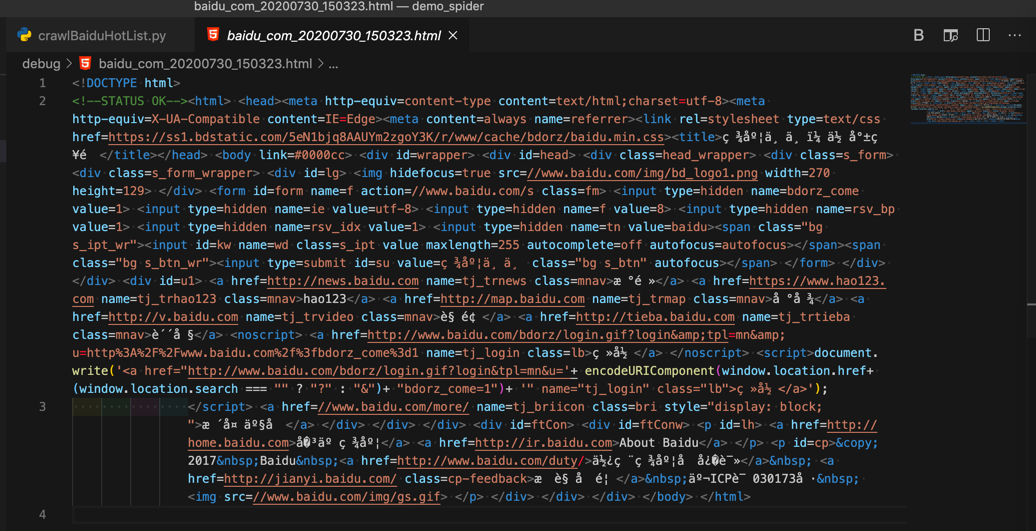 baidu_com_20200730_150323.html — demo_spider
crawlBaiduHotList.py
baidu_com_20200730_150323.html
debug > baidu_com_20200730_150323.html > ...
1 <!DOCTYPE html>
2 <!--STATUS OK--><html> <head><meta http-equiv=content-type content=text/html;charset=utf-8><meta
http-equiv=X-UA-Compatible content=IE=Edge><meta content=always name=referrer><link rel=stylesheet type=text/css
href=https://ss1.bdstatic.com/5eN1bjq8AAUYm2zgoY3K/r/www/cache/bdorz/baidu.min.css><title>ç ¾åº¦ä¸ ä¸ ï¼ ä½ å°±ç
¥é </title></head> <body link=#0000cc> <div id=wrapper> <div id=head> <div class=head_wrapper> <div class=s_form>
<div class=s_form_wrapper> <div id=lg> <img hidefocus=true src=//www.baidu.com/img/bd_logo1.png width=270
height=129> </div> <form id=form name=f action=//www.baidu.com/s class=fm> <input type=hidden name=bdorz_come
value=1> <input type=hidden name=ie value=utf-8> <input type=hidden name=f value=8> <input type=hidden name=rsv_bp
value=1> <input type=hidden name=rsv_idx value=1> <input type=hidden name=tn value=baidu><span class="bg
s_ipt_wr"><input id=kw name=wd class=s_ipt value maxlength=255 autocomplete=off autofocus=autofocus></span><span
class="bg s_btn_wr"><input type=submit id=su value=ç ¾åº¦ä¸ ä¸ class="bg s_btn" autofocus></span> </form> </div>
</div> <div id=u1> <a href=http://news.baidu.com name=tj_trnews class=mnav>æ °é »</a> <a href=https://www.hao123.
com name=tj_trhao123 class=mnav>hao123</a> <a href=http://map.baidu.com name=tj_trmap class=mnav>å °å ¾</a> <a
href=http://v.baidu.com name=tj_trvideo class=mnav>è§ é¢ </a> <a href=http://tieba.baidu.com name=tj_trtieba
class=mnav>è´´å §</a> <noscript> <a href=http://www.baidu.com/bdorz/login.gif?login&amp;tpl=mn&amp;
u=http%3A%2F%2Fwww.baidu.com%2f%3fbdorz_come%3d1 name=tj_login class=lb>ç »å½ </a> </noscript> <script>document.
write('<a href="http://www.baidu.com/bdorz/login.gif?login&tpl=mn&u='+ encodeURIComponent(window.location.href+
(window.location.search === "" ? "?" : "&")+ "bdorz_come=1")+ '" name="tj_login" class="lb">ç »å½ </a>');
3 </script> <a href=//www.baidu.com/more/ name=tj_briicon class=bri style="display: block;
">æ ´å¤ äº§å </a> </div> </div> </div> <div id=ftCon> <div id=ftConw> <p id=lh> <a href=http://
home.baidu.com>å�³äº ç ¾åº¦</a> <a href=http://ir.baidu.com>About Baidu</a> </p> <p id=cp>&copy;
2017&nbsp;Baidu&nbsp;<a href=http://www.baidu.com/duty/>ä½¿ç ¨ç ¾åº¦å å¿�è¯»</a>&nbsp; <a
href=http://jianyi.baidu.com/ class=cp-feedback>æ è§ å é¦ </a>&nbsp;äº¬ICPè¯ 030173å ·&nbsp;
<img src=//www.baidu.com/img/gs.gif> </p> </div> </div> </div> </body> </html>
4